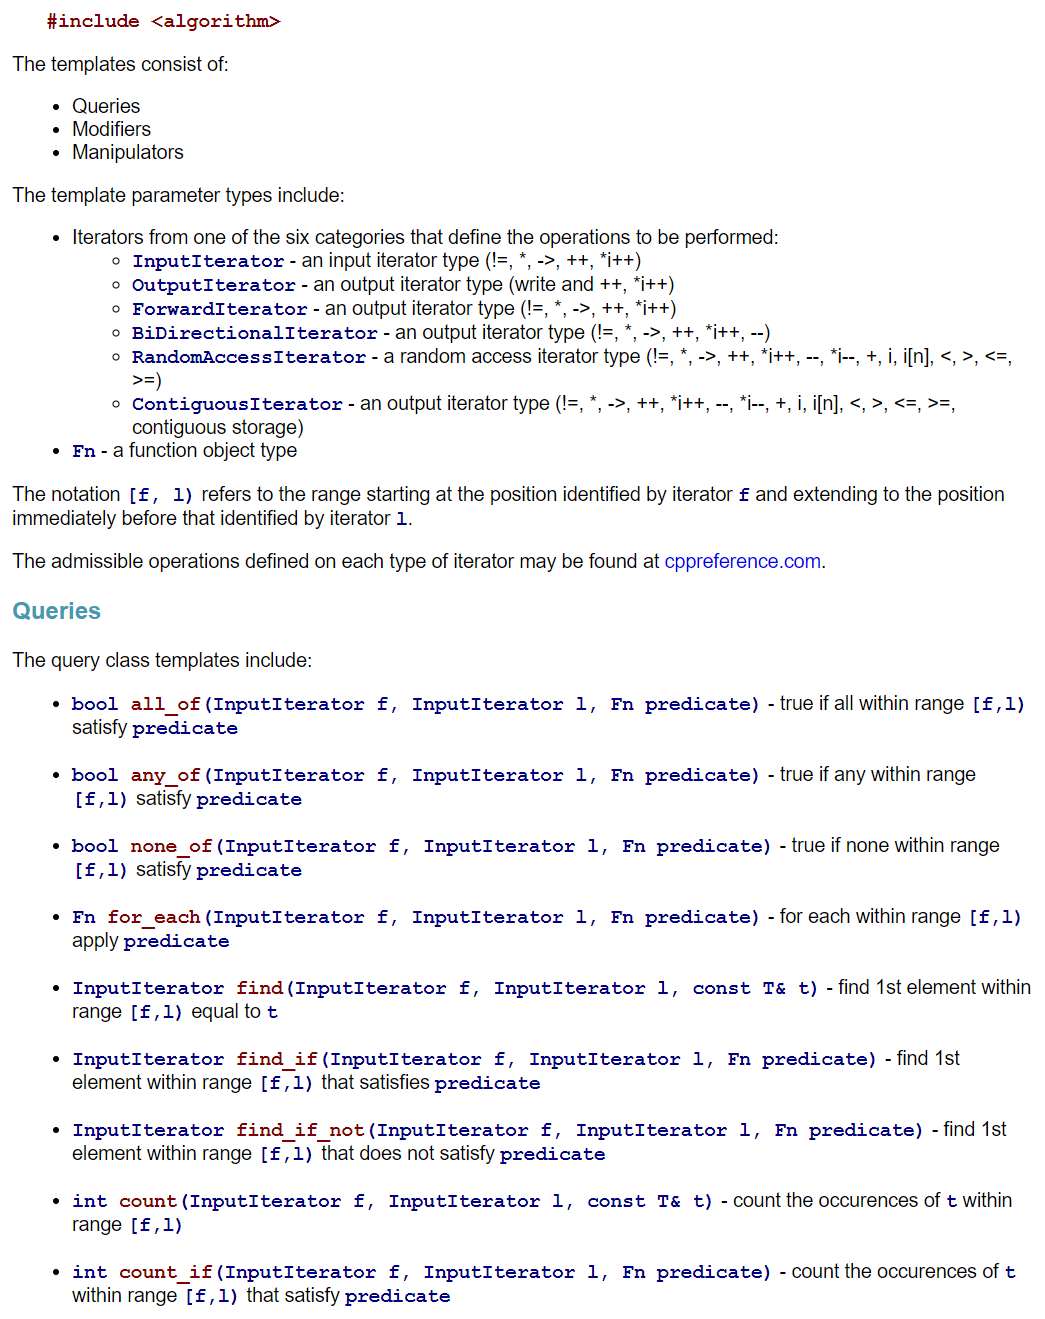 #include <algorithm>
The templates consist of:
• Queries
• Modifiers
• Manipulators
The template parameter types include:
• Iterators from one of the six categories that define the operations to be performed:
◦ InputIterator - an input iterator type (!=, *, ->, ++, *i++)
◦ OutputIterator - an output iterator type (write and ++, *i++)
◦ ForwardIterator - an output iterator type (!=, *, ->, ++, *i++)
◦ BiDirectionalIterator - an output iterator type (!=, *, ->, ++, *i++, --)
◦ RandomAccessIterator - a random access iterator type (!=, *, ->, ++, *i++, --, *i--, +, i, i[n], <, >, <=,
>=)
◦ ContiguousIterator - an output iterator type (!=, *, ->, ++, *i++, --, *i--, +, i, i[n], <, >, <=, >=,
contiguous storage)
• Fn - a function object type
The notation [f, l) refers to the range starting at the position identified by iterator f and extending to the position
immediately before that identified by iterator l.
The admissible operations defined on each type of iterator may be found at cppreference.com.
Queries
The query class templates include:
• bool all_of(InputIterator f, InputIterator l, Fn predicate) - true if all within range [f,l)
satisfy predicate
• bool any_of(InputIterator f, InputIterator l, Fn predicate) - true if any within range
[f,l) satisfy predicate
• bool none_of(InputIterator f, InputIterator l, Fn predicate) - true if none within range
[f,l) satisfy predicate
• Fn for_each(InputIterator f, InputIterator l, Fn predicate) - for each within range [f,l)
apply predicate
• InputIterator find(InputIterator f, InputIterator l, const T& t) - find 1st element within
range [f,l) equal to t
• InputIterator find_if(InputIterator f, InputIterator l, Fn predicate) - find 1st
element within range [f,l) that satisfies predicate
• InputIterator find_if_not(InputIterator f, InputIterator l, Fn predicate) - find 1st
element within range [f,l) that does not satisfy predicate
• int count(InputIterator f, InputIterator l, const T& t) - count the occurences of t within
range [f,l)
• int count_if(InputIterator f, InputIterator l, Fn predicate) - count the occurences of t
within range [f,l) that satisfy predicate